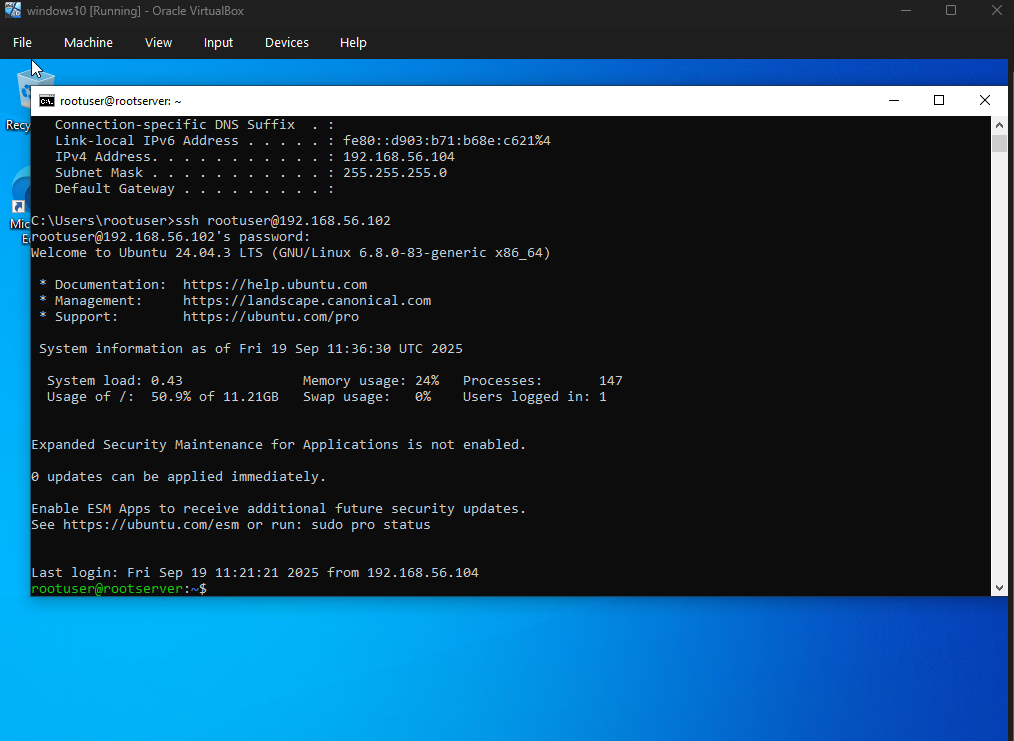 windows10 [Running] - Oracle VirtualBox
File Machine View Input Devices Help
Recy
Mic
E
rootuser@rootserver: ~
Connection-specific DNS Suffix . :
Link-local IPv6 Address . . . . . : fe80::d903:b71:b68e:c621%4
IPv4 Address. . . . . . . . . . . : 192.168.56.104
Subnet Mask . . . . . . . . . . . : 255.255.255.0
Default Gateway . . . . . . . . . :
C:\Users\rootuser>ssh rootuser@192.168.56.102
rootuser@192.168.56.102's password:
Welcome to Ubuntu 24.04.3 LTS (GNU/Linux 6.8.0-83-generic x86_64)
* Documentation: https://help.ubuntu.com
* Management: https://landscape.canonical.com
* Support: https://ubuntu.com/pro
System information as of Fri 19 Sep 11:36:30 UTC 2025
System load: 0.43 Memory usage: 24% Processes: 147
Usage of /: 50.9% of 11.21GB Swap usage: 0% Users logged in: 1
Expanded Security Maintenance for Applications is not enabled.
0 updates can be applied immediately.
Enable ESM Apps to receive additional future security updates.
See https://ubuntu.com/esm or run: sudo pro status
Last login: Fri Sep 19 11:21:21 2025 from 192.168.56.104
rootuser@rootserver:~$